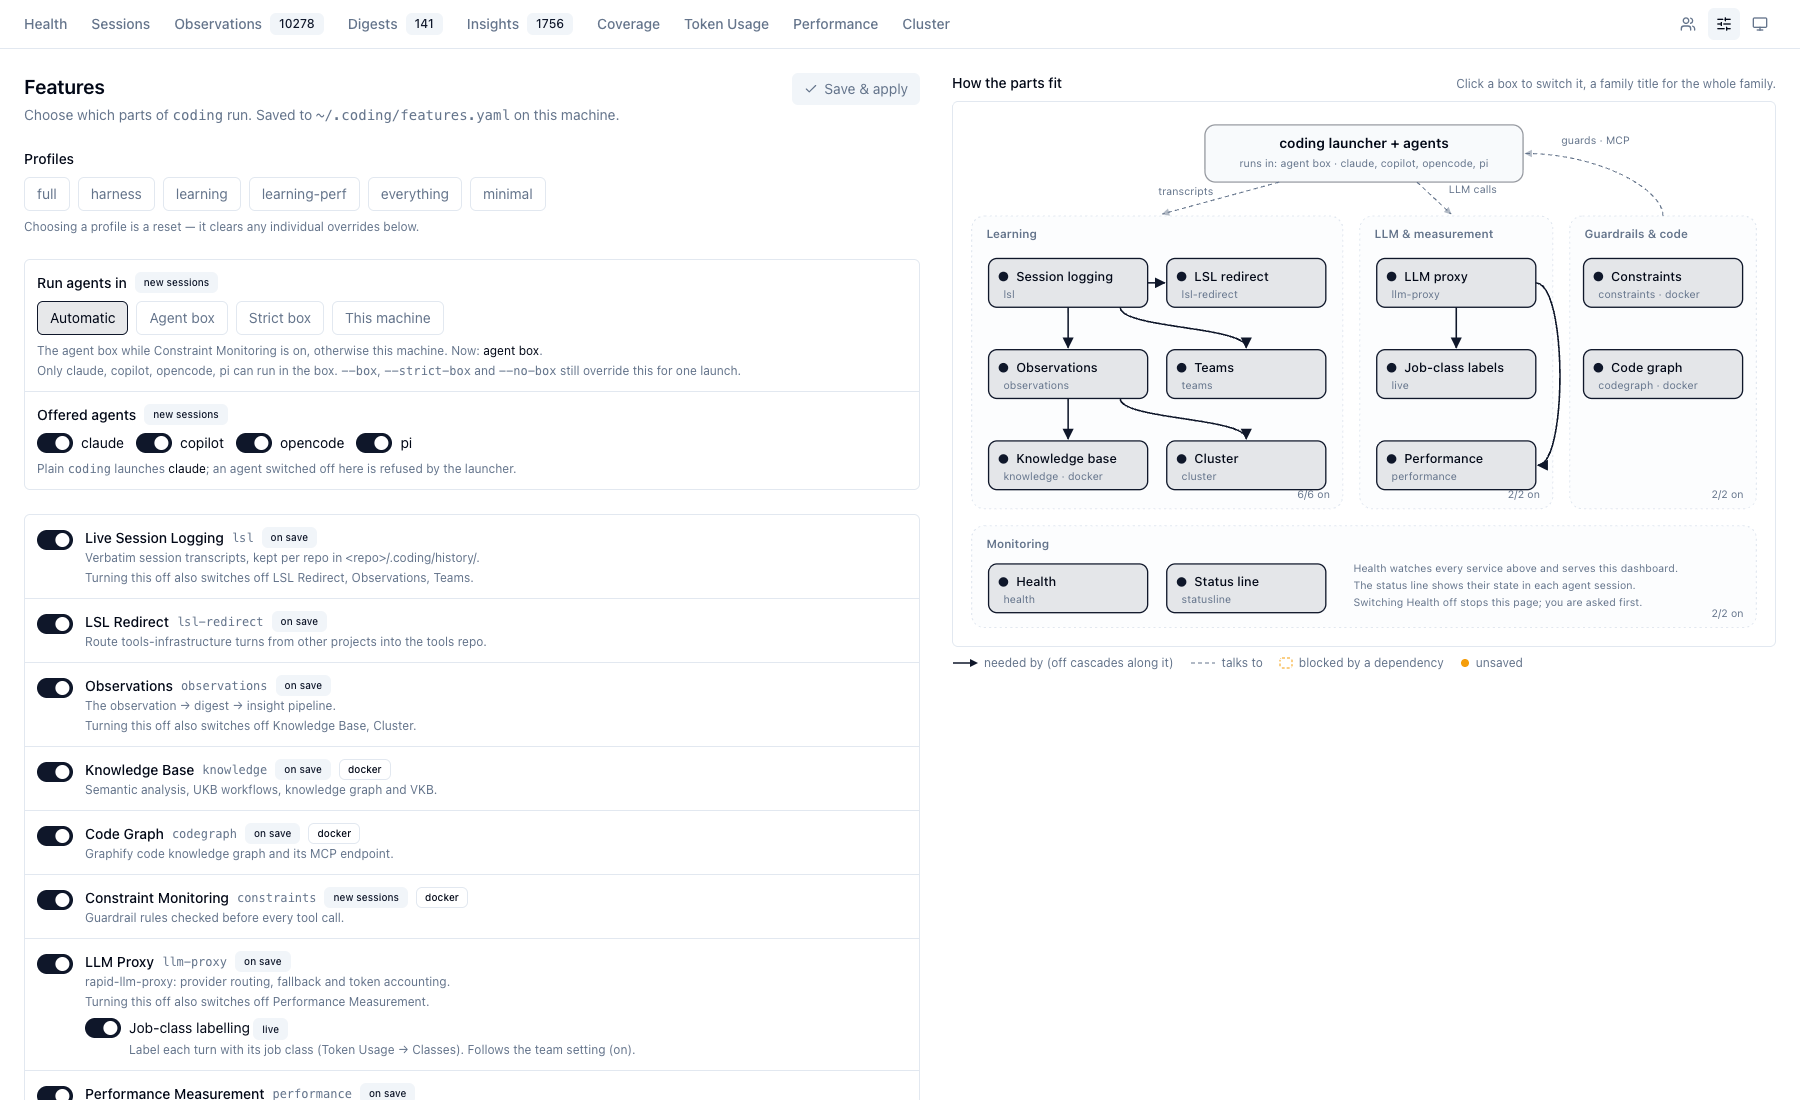 Health Sessions Observations 10278 Digests 141 Insights 1756 Coverage Token Usage Performance Cluster
Features
Save & apply
Choose which parts of coding run. Saved to ~/.coding/features.yaml on this machine.
Profiles
full harness learning learning-perf everything minimal
Choosing a profile is a reset — it clears any individual overrides below.
Run agents in new sessions
Automatic Agent box Strict box This machine
The agent box while Constraint Monitoring is on, otherwise this machine. Now: agent box.
Only claude, copilot, opencode, pi can run in the box. --box, --strict-box and --no-box still override this for one launch.
Offered agents new sessions
claude copilot opencode pi
Plain coding launches claude; an agent switched off here is refused by the launcher.
Live Session Logging lsl on save
Verbatim session transcripts, kept per repo in <repo>/.coding/history/.
Turning this off also switches off LSL Redirect, Observations, Teams.
LSL Redirect lsl-redirect on save
Route tools-infrastructure turns from other projects into the tools repo.
Observations observations on save
The observation → digest → insight pipeline.
Turning this off also switches off Knowledge Base, Cluster.
Knowledge Base knowledge on save docker
Semantic analysis, UKB workflows, knowledge graph and VKB.
Code Graph codegraph on save docker
Graphify code knowledge graph and its MCP endpoint.
Constraint Monitoring constraints new sessions docker
Guardrail rules checked before every tool call.
LLM Proxy llm-proxy on save
rapid-llm-proxy: provider routing, fallback and token accounting.
Turning this off also switches off Performance Measurement.
Job-class labelling live
Label each turn with its job class (Token Usage → Classes). Follows the team setting (on).
Performance Measurement performance on save
How the parts fit
Click a box to switch it, a family title for the whole family.
coding launcher + agents
runs in: agent box · claude, copilot, opencode, pi
guards · MCP
transcripts
LLM calls
Learning
Session logging
lsl
LSL redirect
lsl-redirect
Observations
observations
Teams
teams
Knowledge base
knowledge · docker
Cluster
cluster
6/6 on
LLM & measurement
LLM proxy
llm-proxy
Job-class labels
live
Performance
performance
2/2 on
Guardrails & code
Constraints
constraints · docker
Code graph
codegraph · docker
2/2 on
Monitoring
Health
health
Status line
statusline
Health watches every service above and serves this dashboard.
The status line shows their state in each agent session.
Switching Health off stops this page; you are asked first.
2/2 on
needed by (off cascades along it) talks to blocked by a dependency unsaved